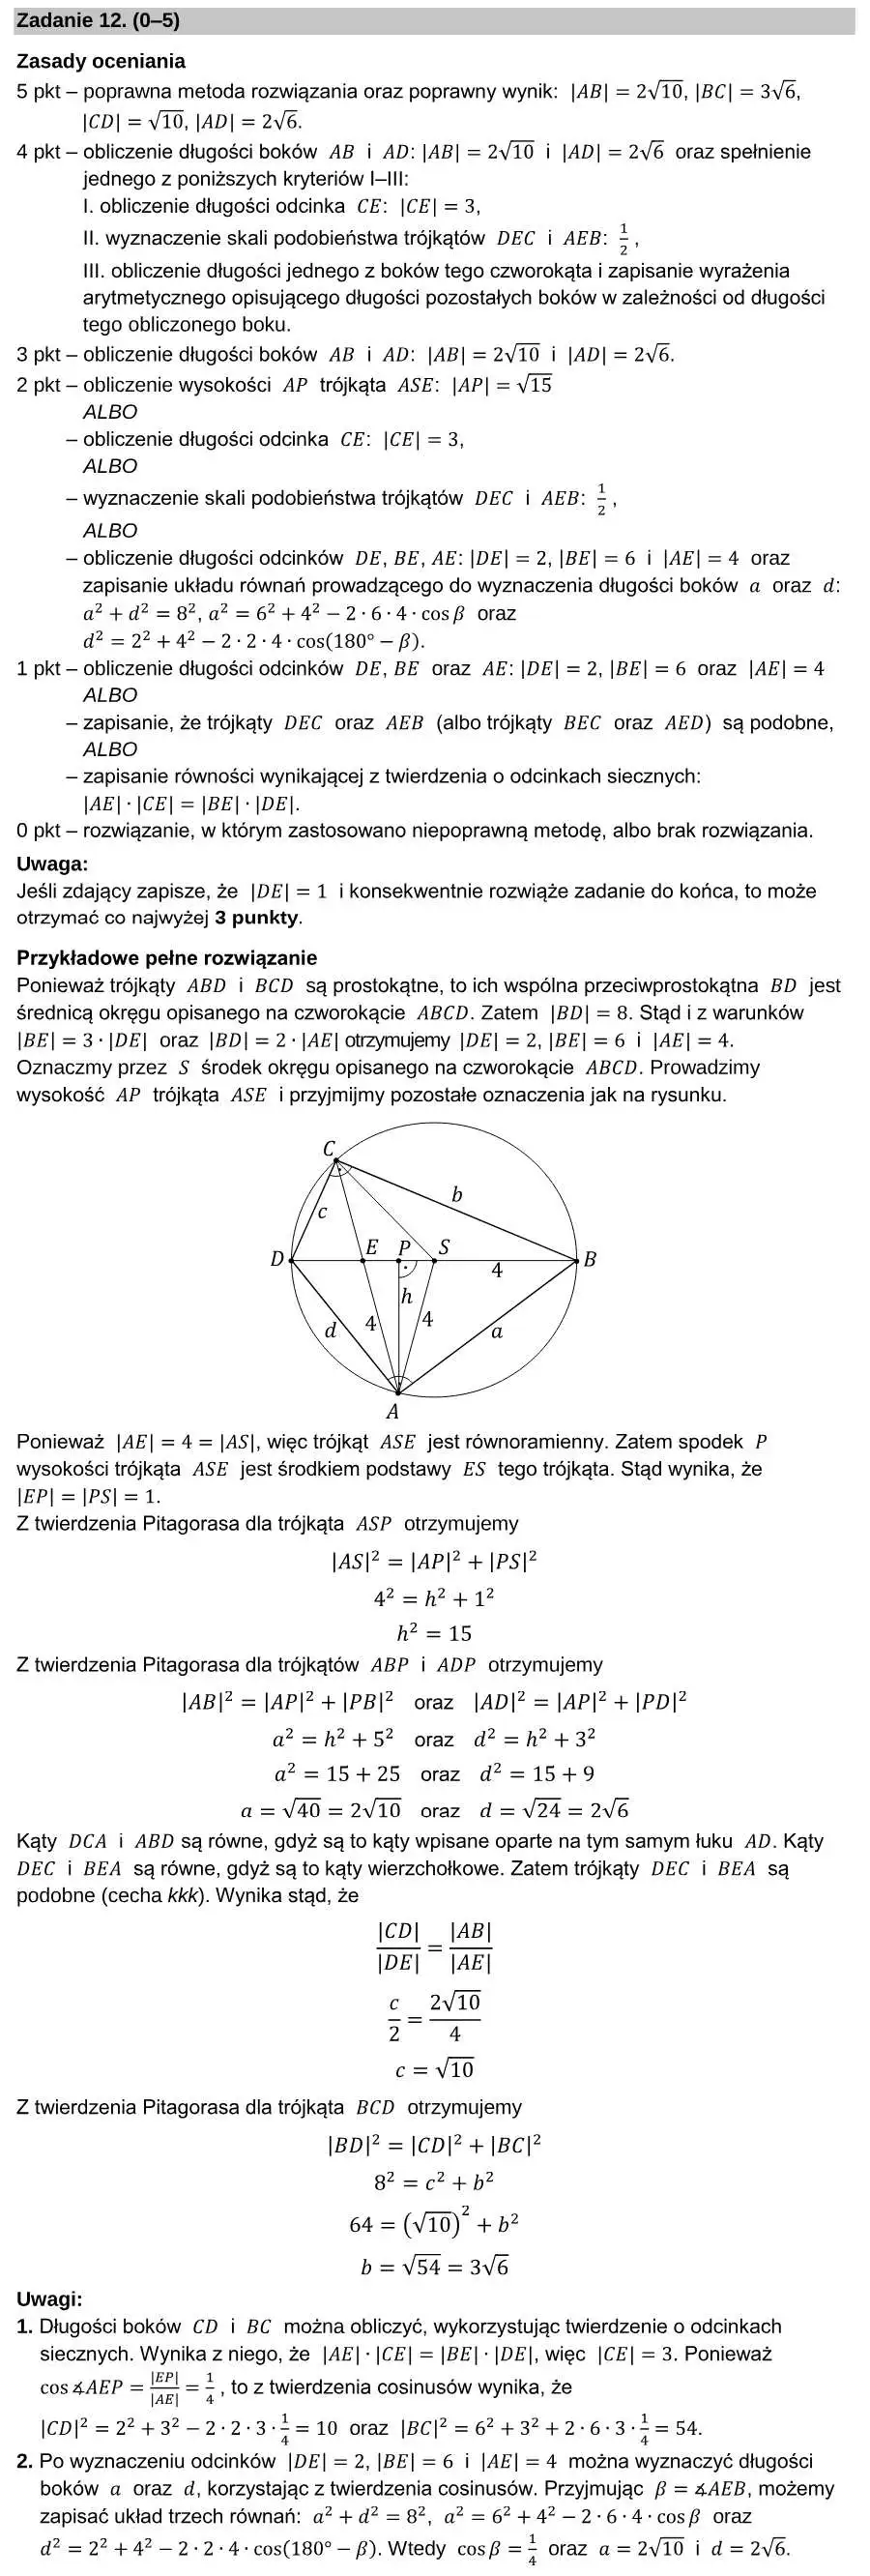 Zadanie 12. (0–5)
Zasady oceniania
5 pkt – poprawna metoda rozwiązania oraz poprawny wynik: |AB| = 2√10, |BC| = 3√6,
|CD| = √10, |AD| = 2√6.
4 pkt – obliczenie długości boków AB i AD: |AB| = 2√10 i |AD| = 2√6 oraz spełnienie
jednego z poniższych kryteriów I–III:
I. obliczenie długości odcinka CE: |CE| = 3,
II. wyznaczenie skali podobieństwa trójkątów DEC i AEB: 1/2,
III. obliczenie długości jednego z boków tego czworokąta i zapisanie wyrażenia
arytmetycznego opisującego długości pozostałych boków w zależności od długości
tego obliczonego boku.
3 pkt – obliczenie długości boków AB i AD: |AB| = 2√10 i |AD| = 2√6.
2 pkt – obliczenie wysokości AP trójkąta ASE: |AP| = √15
ALBO
– obliczenie długości odcinka CE: |CE| = 3,
ALBO
– wyznaczenie skali podobieństwa trójkątów DEC i AEB: 1/2,
ALBO
– obliczenie długości odcinków DE, BE, AE: |DE| = 2, |BE| = 6 i |AE| = 4 oraz
zapisanie układu równań prowadzącego do wyznaczenia długości boków a oraz d:
a² + d² = 8², a² = 6² + 4² − 2 · 6 · 4 · cos β oraz
d² = 2² + 4² − 2 · 2 · 4 · cos(180° − β).
1 pkt – obliczenie długości odcinków DE, BE oraz AE: |DE| = 2, |BE| = 6 oraz |AE| = 4
ALBO
– zapisanie, że trójkąty DEC oraz AEB (albo trójkąty BEC oraz AED) są podobne,
ALBO
– zapisanie równości wynikającej z twierdzenia o odcinkach siecznych:
|AE| · |CE| = |BE| · |DE|.
0 pkt – rozwiązanie, w którym zastosowano niepoprawną metodę, albo brak rozwiązania.
Uwaga:
Jeśli zdający zapisze, że |DE| = 1 i konsekwentnie rozwiąże zadanie do końca, to może
otrzymać co najwyżej 3 punkty.
Przykładowe pełne rozwiązanie
Ponieważ trójkąty ABD i BCD są prostokątne, to ich wspólna przeciwprostokątna BD jest
średnicą okręgu opisanego na czworokącie ABCD. Zatem |BD| = 8. Stąd i z warunków
|BE| = 3 · |DE| oraz |BD| = 2 · |AE| otrzymujemy |DE| = 2, |BE| = 6 i |AE| = 4.
Oznaczmy przez S środek okręgu opisanego na czworokącie ABCD. Prowadzimy
wysokość AP trójkąta ASE i przyjmijmy pozostałe oznaczenia jak na rysunku.
C
b
c
D E P S B
4
h
d 4 4 a
A
Ponieważ |AE| = 4 = |AS|, więc trójkąt ASE jest równoramienny. Zatem spodek P
wysokości trójkąta ASE jest środkiem podstawy ES tego trójkąta. Stąd wynika, że
|EP| = |PS| = 1.
Z twierdzenia Pitagorasa dla trójkąta ASP otrzymujemy
|AS|² = |AP|² + |PS|²
4² = h² + 1²
h² = 15
Z twierdzenia Pitagorasa dla trójkątów ABP i ADP otrzymujemy
|AB|² = |AP|² + |PB|² oraz |AD|² = |AP|² + |PD|²
a² = h² + 5² oraz d² = h² + 3²
a² = 15 + 25 oraz d² = 15 + 9
a = √40 = 2√10 oraz d = √24 = 2√6
Kąty DCA i ABD są równe, gdyż są to kąty wpisane oparte na tym samym łuku AD. Kąty
DEC i BEA są równe, gdyż są to kąty wierzchołkowe. Zatem trójkąty DEC i BEA są
podobne (cecha kkk). Wynika stąd, że
|CD|/|DE| = |AB|/|AE|
c/2 = 2√10/4
c = √10
Z twierdzenia Pitagorasa dla trójkąta BCD otrzymujemy
|BD|² = |CD|² + |BC|²
8² = c² + b²
64 = (√10)² + b²
b = √54 = 3√6
Uwagi:
1. Długości boków CD i BC można obliczyć, wykorzystując twierdzenie o odcinkach
siecznych. Wynika z niego, że |AE| · |CE| = |BE| · |DE|, więc |CE| = 3. Ponieważ
cos ∡AEP = |EP|/|AE| = 1/4, to z twierdzenia cosinusów wynika, że
|CD|² = 2² + 3² − 2 · 2 · 3 · 1/4 = 10 oraz |BC|² = 6² + 3² + 2 · 6 · 3 · 1/4 = 54.
2. Po wyznaczeniu odcinków |DE| = 2, |BE| = 6 i |AE| = 4 można wyznaczyć długości
boków a oraz d, korzystając z twierdzenia cosinusów. Przyjmując β = ∡AEB, możemy
zapisać układ trzech równań: a² + d² = 8², a² = 6² + 4² − 2 · 6 · 4 · cos β oraz
d² = 2² + 4² − 2 · 2 · 4 · cos(180° − β). Wtedy cos β = 1/4 oraz a = 2√10 i d = 2√6.